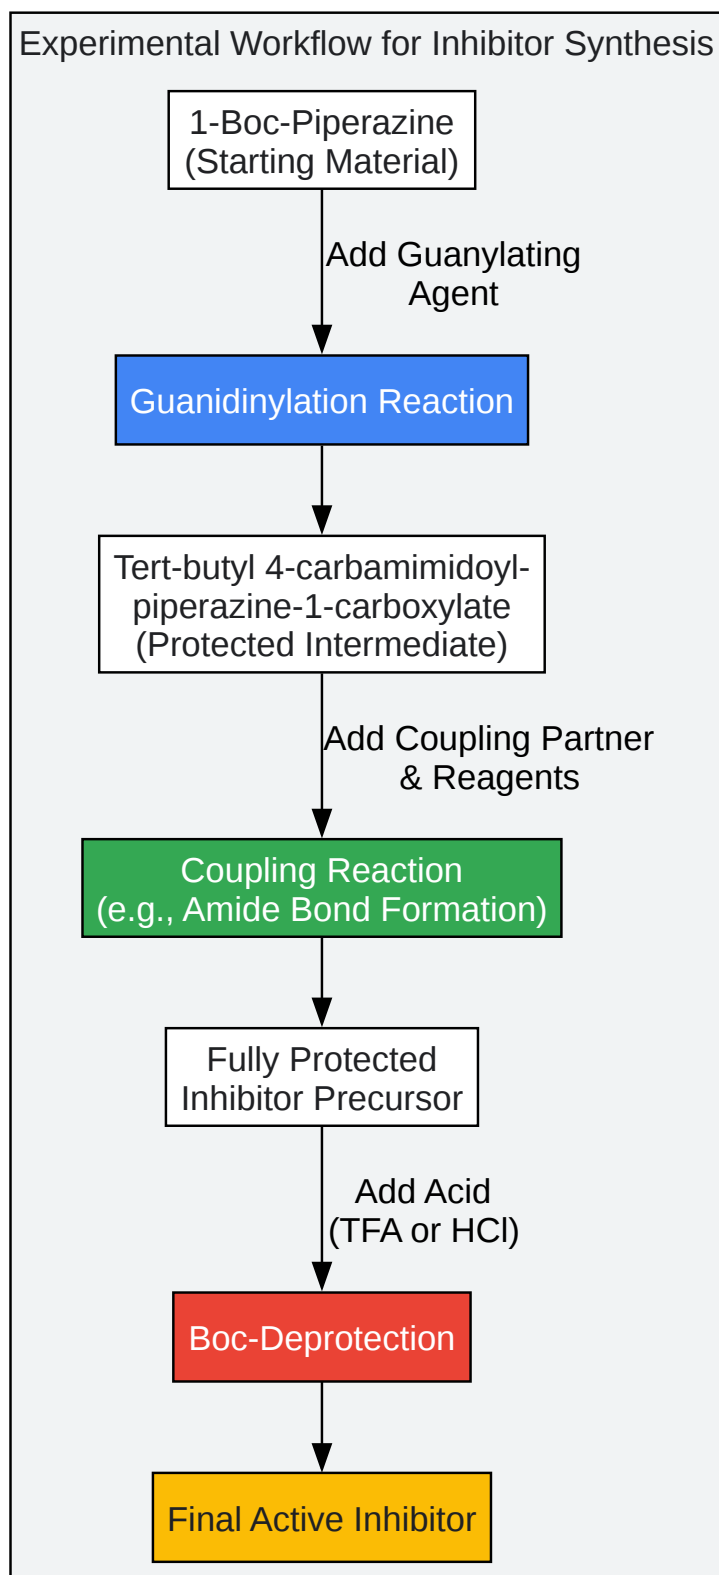 Experimental Workflow for Inhibitor Synthesis
1-Boc-Piperazine
(Starting Material)
Add Guanylating
Agent
Guanidinylation Reaction
Tert-butyl 4-carbamimidoyl-
piperazine-1-carboxylate
(Protected Intermediate)
Add Coupling Partner
& Reagents
Coupling Reaction
(e.g., Amide Bond Formation)
Fully Protected
Inhibitor Precursor
Add Acid
(TFA or HCl)
Boc-Deprotection
Final Active Inhibitor